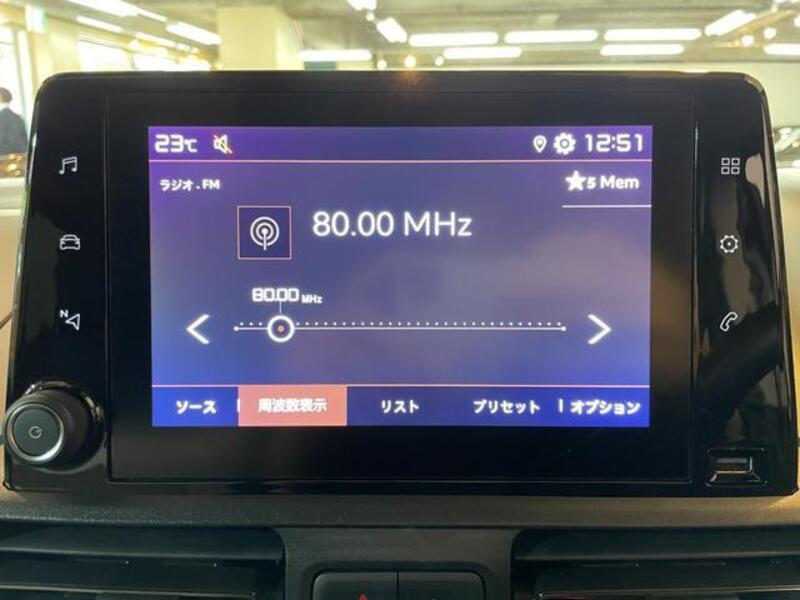 23℃ 12:51
ラジオ.FM ★5 Mem
80.00 MHz
80.00 MHz
N
ソース 周波数表示 リスト プリセット オプション